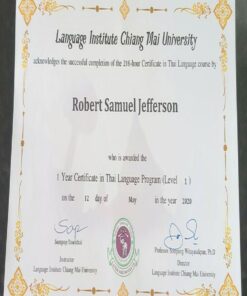 Language Institute Chiang Mai University
acknowledges the successful completion of the 216-hour Certificate in Thai Language course by
Robert Samuel Jefferson
who is awarded the
1 Year Certificate in Thai Language Program (Level 1 )
on the 12 day of May in the year 2020
Instructor
Director
Language Institute Chiang Mai University
Language Institute Chiang Mai University